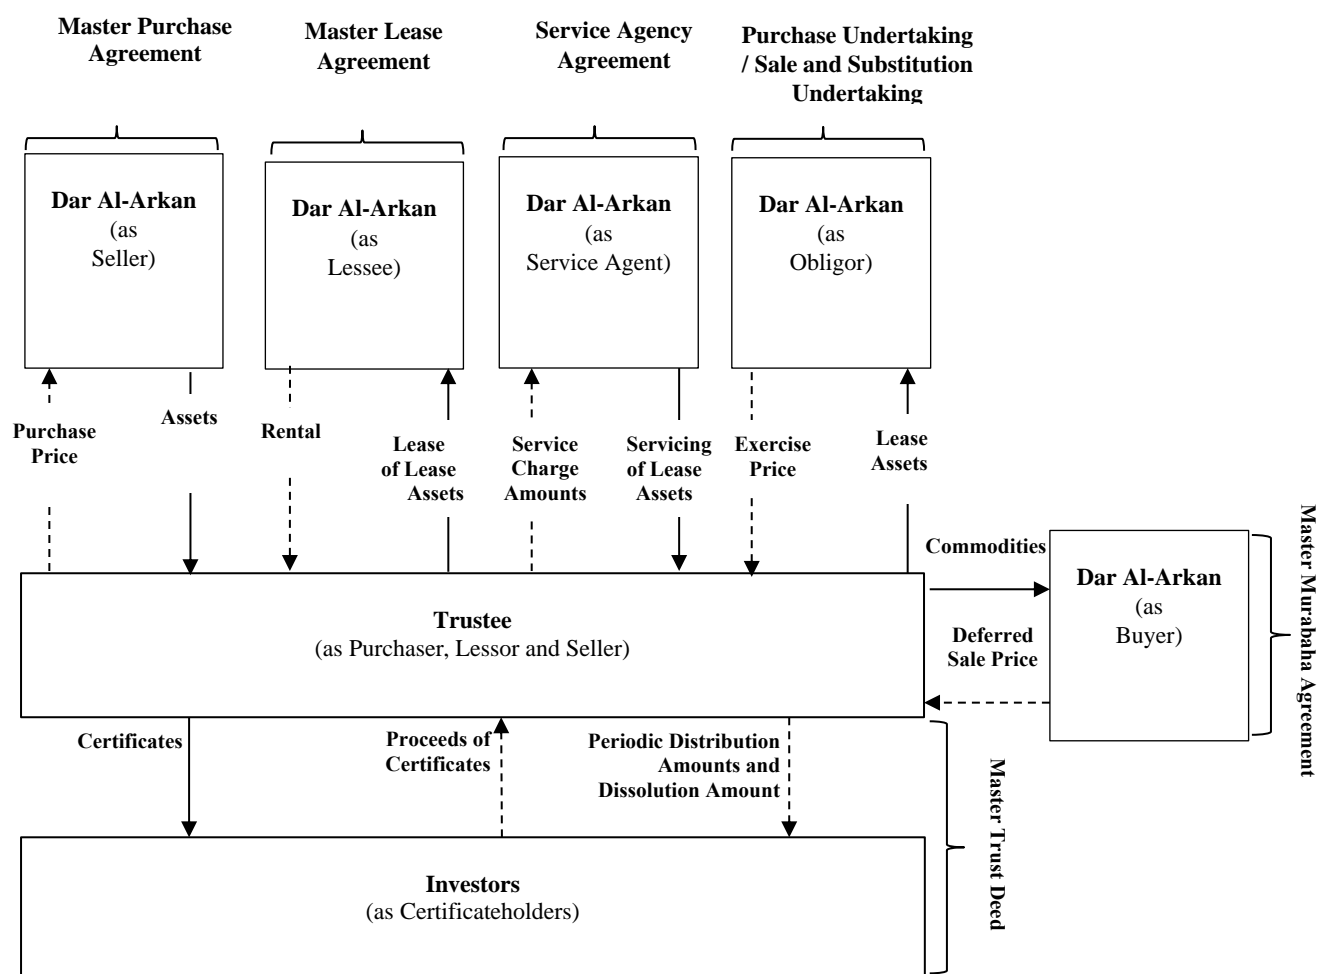 Master Purchase
Agreement
Master Lease
Agreement
Service Agency
Agreement
Purchase Undertaking
/ Sale and Substitution
Undertaking
Dar Al-Arkan
(as
Seller)
Dar Al-Arkan
(as
Lessee)
Dar Al-Arkan
(as
Service Agent)
Dar Al-Arkan
(as
Obligor)
Purchase
Price
Assets
Rental
Lease
of Lease
Assets
Service
Charge
Amounts
Servicing
of Lease
Assets
Exercise
Price
Lease
Assets
Commodities
Deferred
Sale Price
Dar Al-Arkan
(as
Buyer)
Master Murabaha Agreement
Trustee
(as Purchaser, Lessor and Seller)
Certificates
Proceeds of
Certificates
Periodic Distribution
Amounts and
Dissolution Amount
Master Trust Deed
Investors
(as Certificateholders)